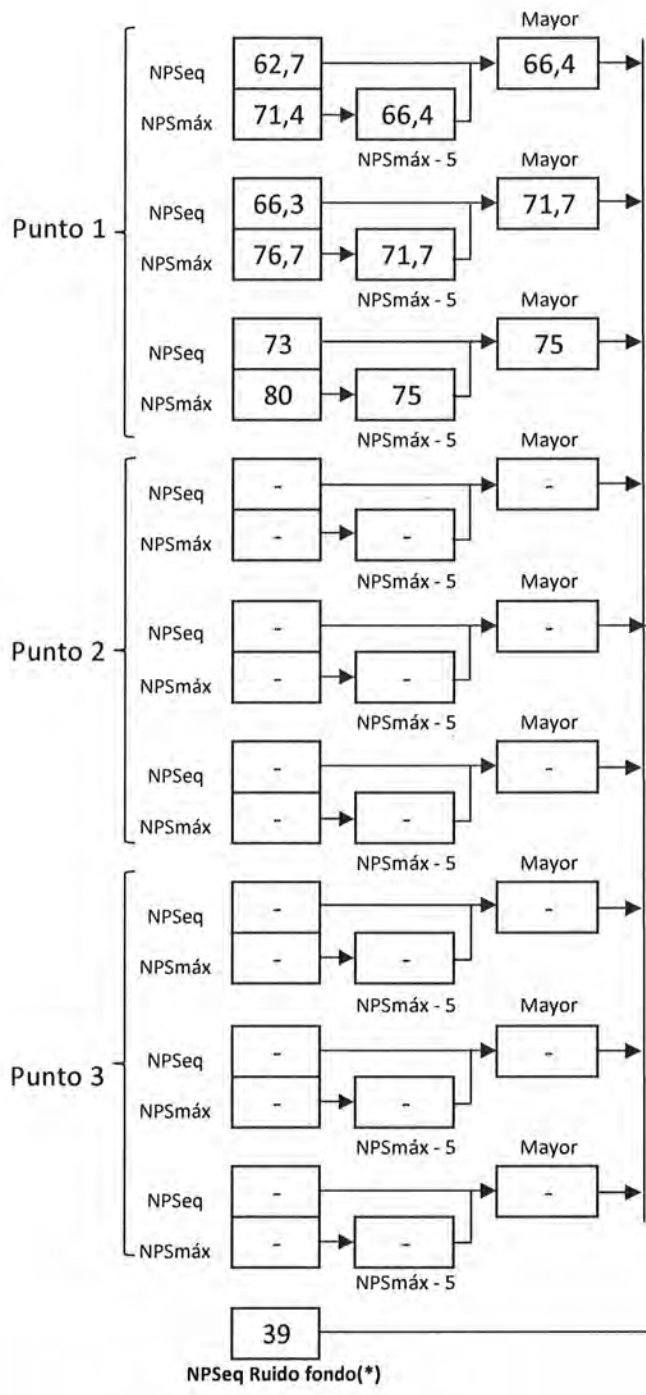 Mayor
NPSeq 62,7 66,4
NPSmáx 71,4 66,4
NPSmáx - 5 Mayor
Punto 1 NPSeq 66,3 71,7
NPSmáx 76,7 71,7
NPSmáx - 5 Mayor
NPSeq 73 75
NPSmáx 80 75
NPSmáx - 5 Mayor
NPSeq - -
NPSmáx - -
NPSmáx - 5 Mayor
Punto 2 NPSeq - -
NPSmáx - -
NPSmáx - 5 Mayor
NPSeq - -
NPSmáx - -
NPSmáx - 5 Mayor
NPSeq - -
NPSmáx - -
NPSmáx - 5 Mayor
Punto 3 NPSeq - -
NPSmáx - -
NPSmáx - 5 Mayor
NPSeq - -
NPSmáx - -
NPSmáx - 5
39
NPSeq Ruido fondo(*)